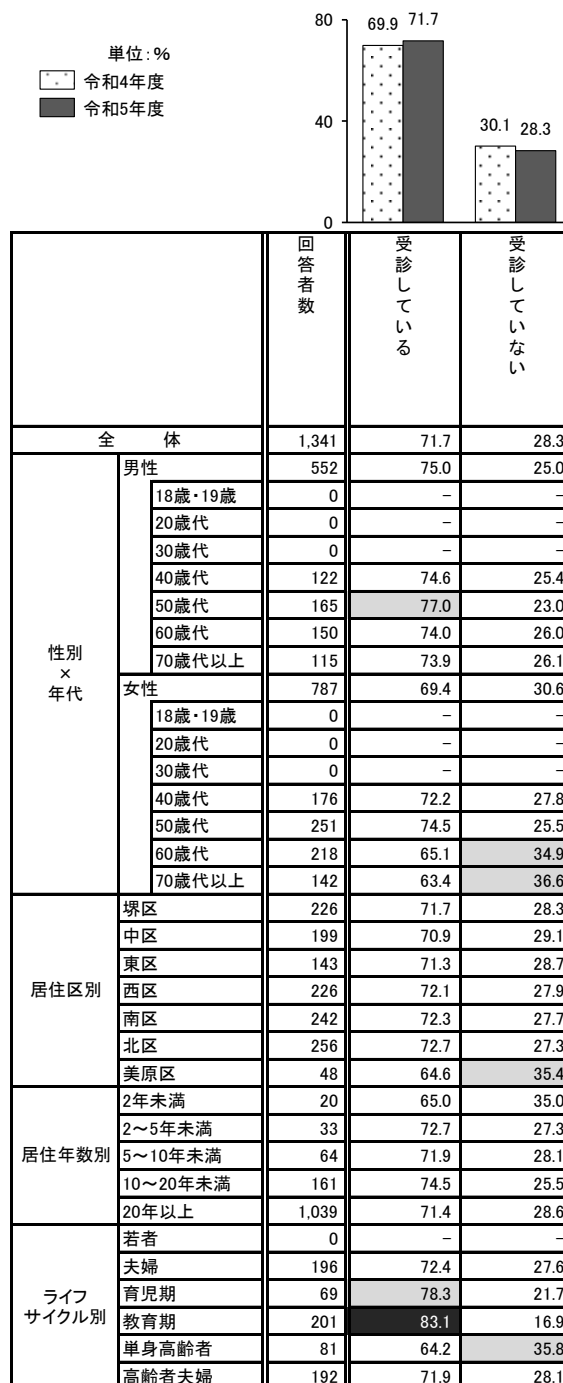 単位：%
令和4年度
令和5年度
80
40
0
69.9 71.7
30.1 28.3
回答者数 受診している 受診していない
全体 1,341 71.7 28.3
性別×年代
男性 552 75.0 25.0
18歳・19歳 0 － －
20歳代 0 － －
30歳代 0 － －
40歳代 122 74.6 25.4
50歳代 165 77.0 23.0
60歳代 150 74.0 26.0
70歳代以上 115 73.9 26.1
女性 787 69.4 30.6
18歳・19歳 0 － －
20歳代 0 － －
30歳代 0 － －
40歳代 176 72.2 27.8
50歳代 251 74.5 25.5
60歳代 218 65.1 34.9
70歳代以上 142 63.4 36.6
居住区別
堺区 226 71.7 28.3
中区 199 70.9 29.1
東区 143 71.3 28.7
西区 226 72.1 27.9
南区 242 72.3 27.7
北区 256 72.7 27.3
美原区 48 64.6 35.4
居住年数別
2年未満 20 65.0 35.0
2～5年未満 33 72.7 27.3
5～10年未満 64 71.9 28.1
10～20年未満 161 74.5 25.5
20年以上 1,039 71.4 28.6
ライフサイクル別
若者 0 － －
夫婦 196 72.4 27.6
育児期 69 78.3 21.7
教育期 201 83.1 16.9
単身高齢者 81 64.2 35.8
高齢者夫婦 192 71.9 28.1